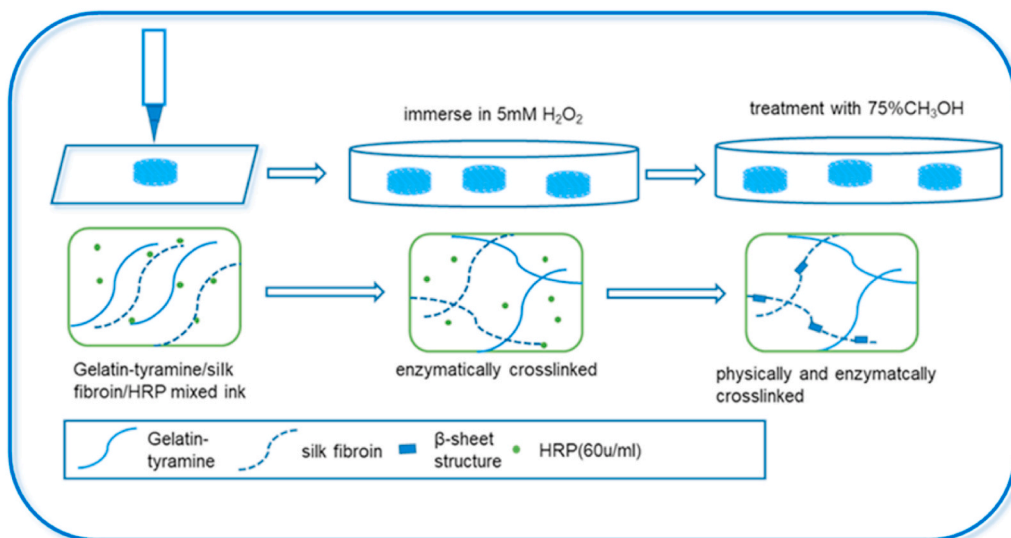 immerse in 5mM H₂O₂
treatment with 75%CH₃OH
Gelatin-tyramine/silk
fibroin/HRP mixed ink
enzymatically crosslinked
physically and enzymatcally
crosslinked
Gelatin-
tyramine
silk fibroin
β-sheet
structure
HRP(60u/ml)